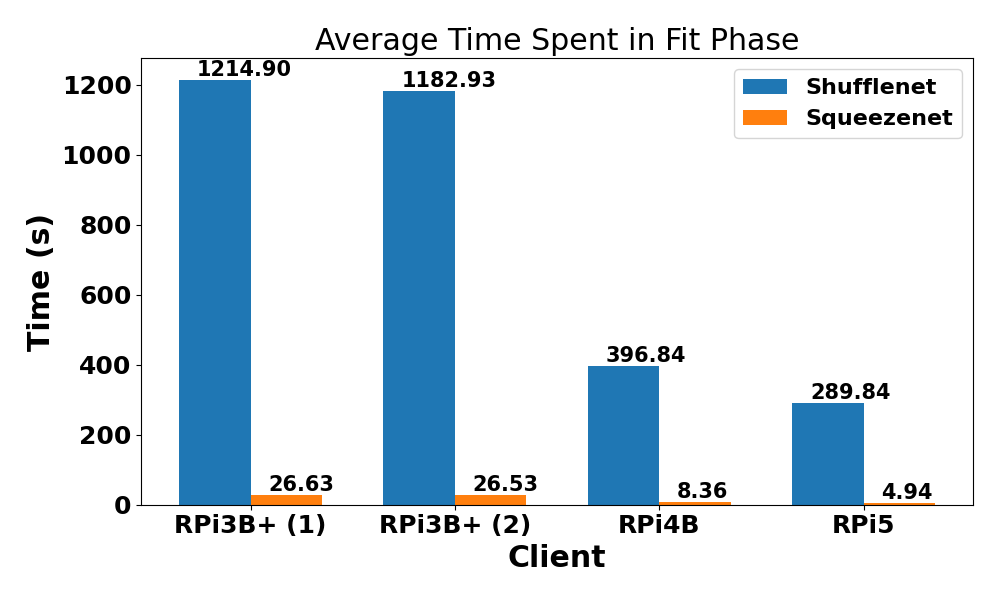 Average Time Spent in Fit Phase
Time (s)
1200
1000
800
600
400
200
0
1214.90
1182.93
396.84
289.84
26.63
26.53
8.36
4.94
Shufflenet
Squeezenet
RPi3B+ (1)
RPi3B+ (2)
RPi4B
RPi5
Client